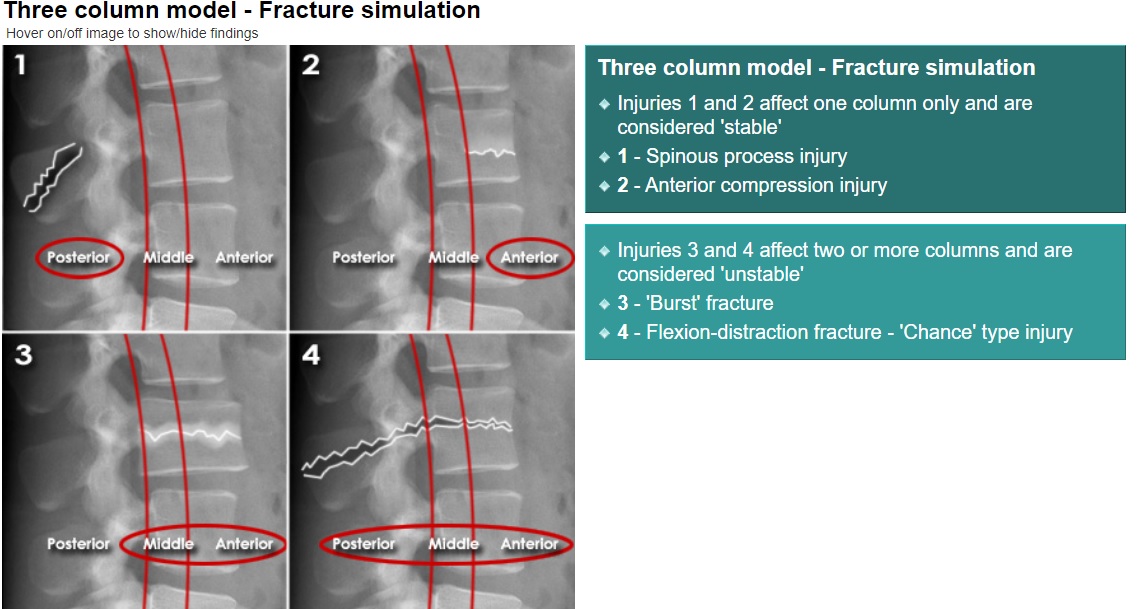 Three column model - Fracture simulation
Hover on/off image to show/hide findings
1
Posterior Middle Anterior
2
Posterior Middle Anterior
3
Posterior Middle Anterior
4
Posterior Middle Anterior
Three column model - Fracture simulation
Injuries 1 and 2 affect one column only and are
considered 'stable'
1 - Spinous process injury
2 - Anterior compression injury
Injuries 3 and 4 affect two or more columns and are
considered 'unstable'
3 - 'Burst' fracture
4 - Flexion-distraction fracture - 'Chance' type injury